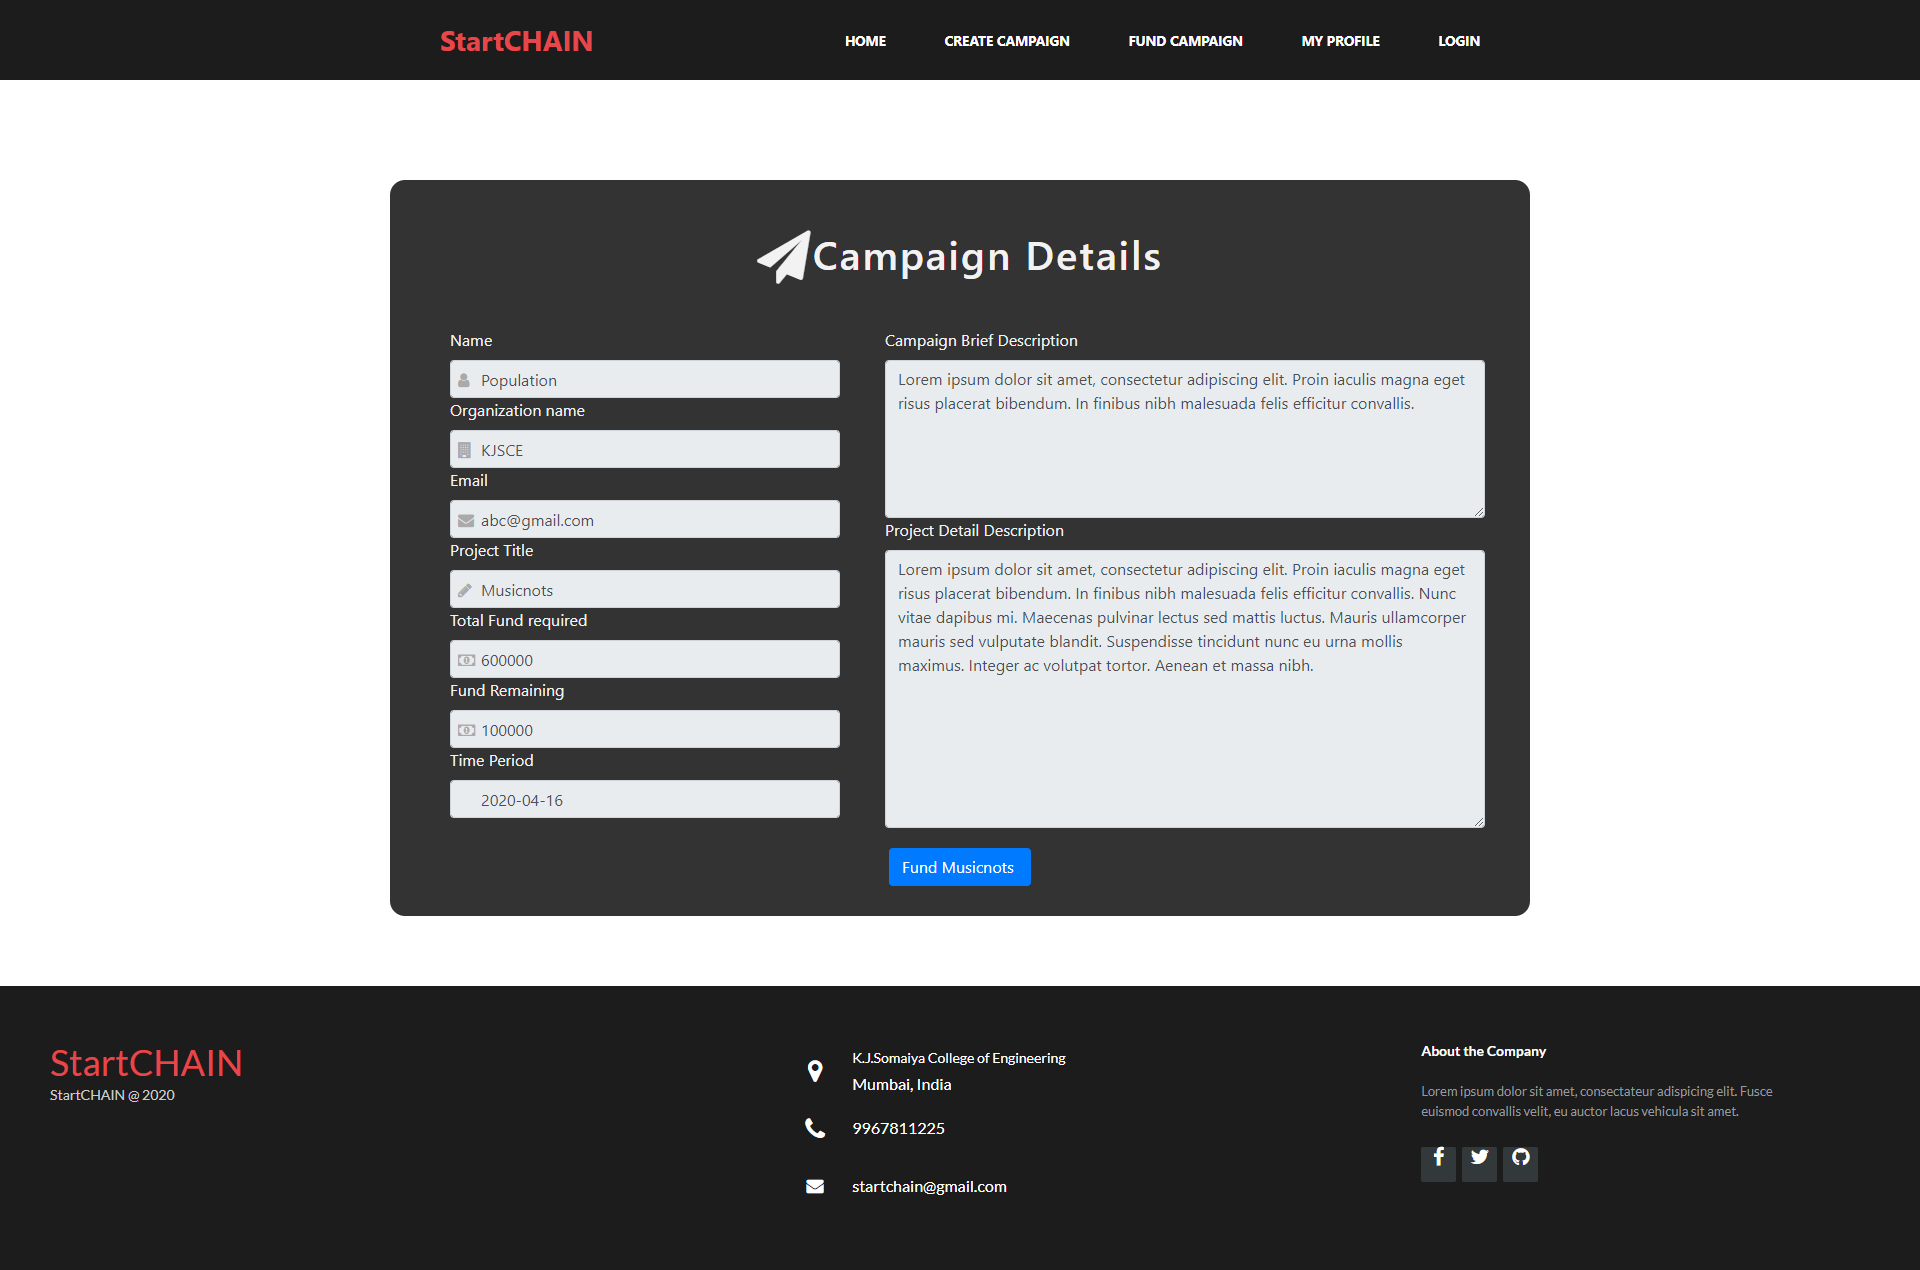 StartCHAIN
HOME
CREATE CAMPAIGN
FUND CAMPAIGN
MY PROFILE
LOGIN
Campaign Details
Name
Population
Organization name
KJSCE
Email
abc@gmail.com
Project Title
Musicnots
Total Fund required
600000
Fund Remaining
100000
Time Period
2020-04-16
Campaign Brief Description
Lorem ipsum dolor sit amet, consectetur adipiscing elit. Proin iaculis magna eget
risus placerat bibendum. In finibus nibh malesuada felis efficitur convallis.
Project Detail Description
Lorem ipsum dolor sit amet, consectetur adipiscing elit. Proin iaculis magna eget
risus placerat bibendum. In finibus nibh malesuada felis efficitur convallis. Nunc
vitae dapibus mi. Maecenas pulvinar lectus sed mattis luctus. Mauris ullamcorper
mauris sed vulputate blandit. Suspendisse tincidunt nunc eu urna mollis
maximus. Integer ac volutpat tortor. Aenean et massa nibh.
Fund Musicnots
StartCHAIN
StartCHAIN @ 2020
K.J.Somaiya College of Engineering
Mumbai, India
9967811225
startchain@gmail.com
About the Company
Lorem ipsum dolor sit amet, consectateur adispicing elit. Fusce
euismod convallis velit, eu auctor lacus vehicula sit amet.